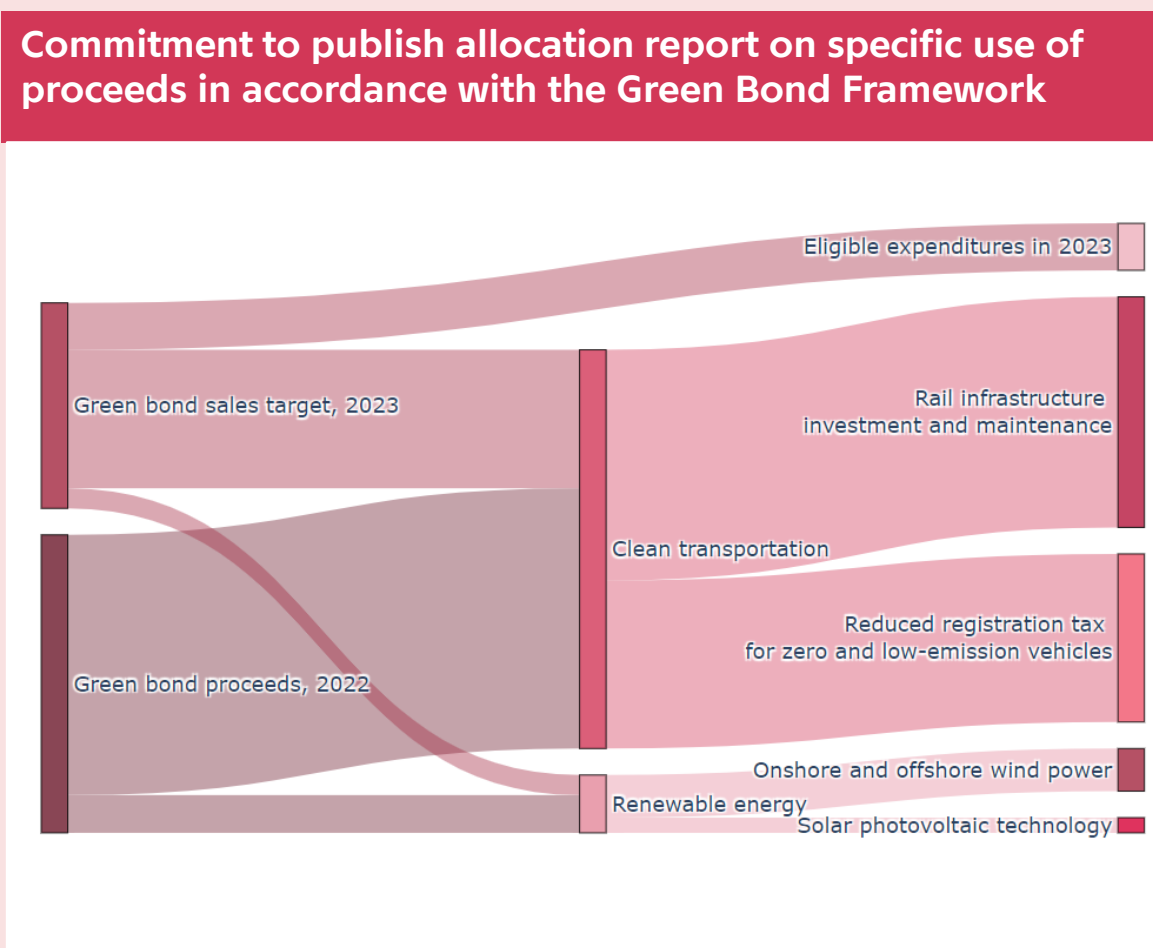 Commitment to publish allocation report on specific use of
proceeds in accordance with the Green Bond Framework
Eligible expenditures in 2023
Green bond sales target, 2023
Rail infrastructure
investment and maintenance
Clean transportation
Reduced registration tax
for zero and low-emission vehicles
Green bond proceeds, 2022
Onshore and offshore wind power
Renewable energy
Solar photovoltaic technology